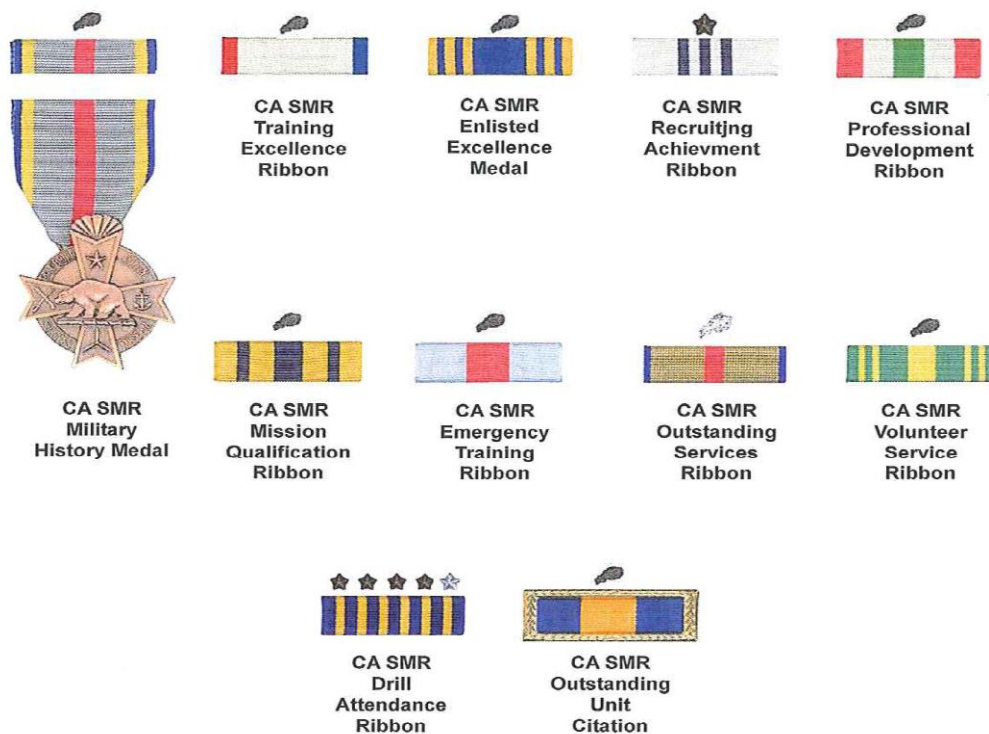 CA SMR
Training
Excellence
Ribbon
CA SMR
Enlisted
Excellence
Medal
CA SMR
Recruitjng
Achievment
Ribbon
CA SMR
Professional
Development
Ribbon
CA SMR
Military
History Medal
CA SMR
Mission
Qualification
Ribbon
CA SMR
Emergency
Training
Ribbon
CA SMR
Outstanding
Services
Ribbon
CA SMR
Volunteer
Service
Ribbon
CA SMR
Drill
Attendance
Ribbon
CA SMR
Outstanding
Unit
Citation